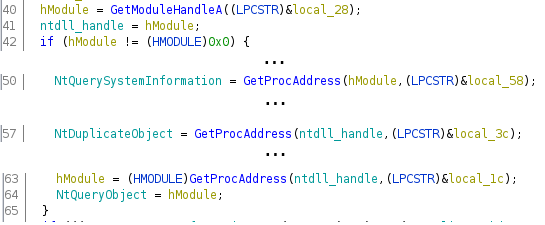 40 hModule = GetModuleHandleA((LPCSTR)&local_28);
41 ntdll_handle = hModule;
42 if (hModule != (HMODULE)0x0) {
...
50 NtQuerySystemInformation = GetProcAddress(hModule,(LPCSTR)&local_58);
...
57 NtDuplicateObject = GetProcAddress(ntdll_handle,(LPCSTR)&local_3c);
...
63 hModule = (HMODULE)GetProcAddress(ntdll_handle,(LPCSTR)&local_1c);
64 NtQueryObject = hModule;
65 }